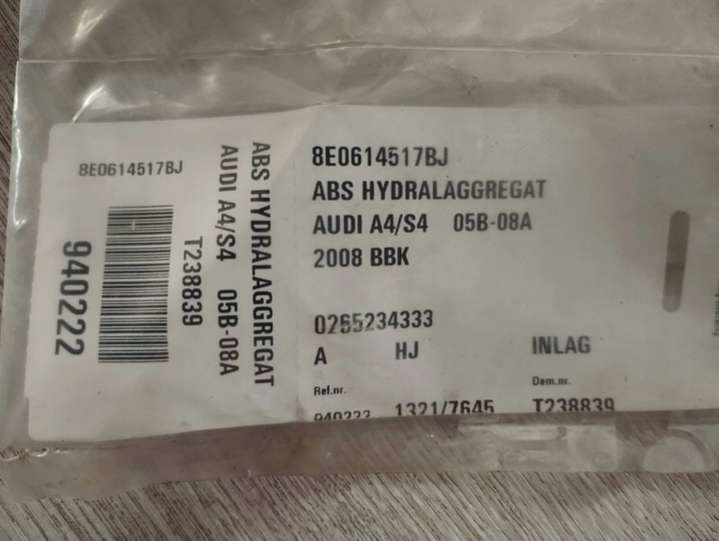 8E0614517BJ
940222
T238839
AUDI A4/S4 05B-08A
ABS HYDRALAGGREGAT
8E0614517BJ
ABS HYDRALAGGREGAT
AUDI A4/S4 05B-08A
2008 BBK
0265234333
A HJ INLAG
Ref.nr. Dem.nr.
940222 1321/7645 T238839